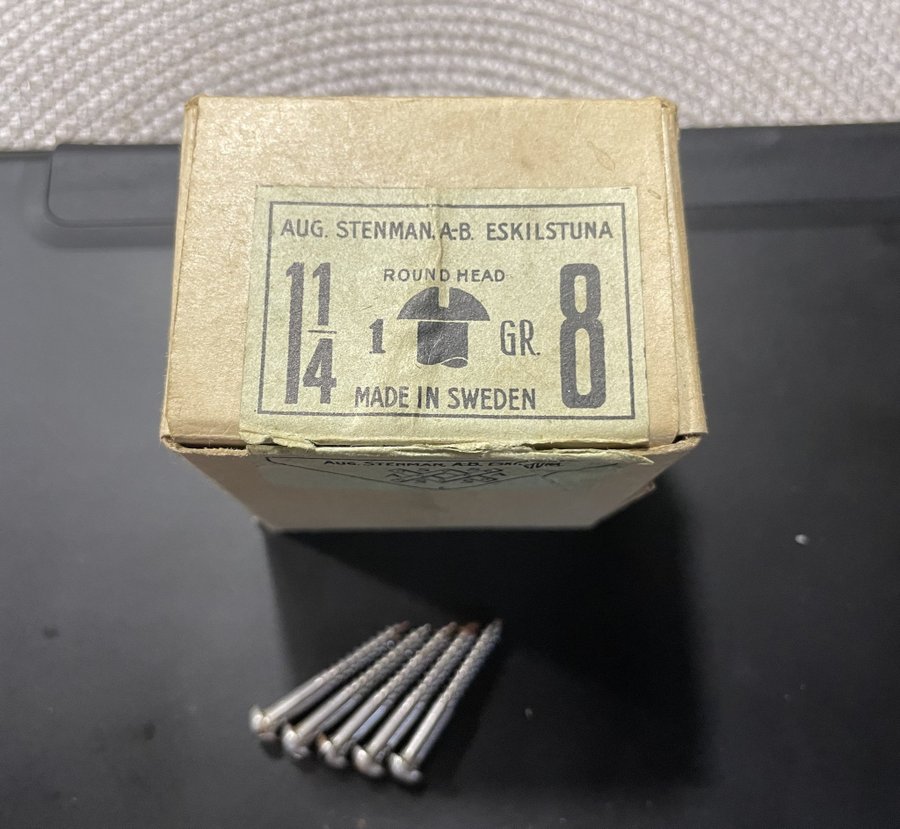 AUG. STENMAN. A-B. ESKILSTUNA
ROUND HEAD
1 1/4 1 GR. 8
MADE IN SWEDEN
AUG. STENMAN. A.B.